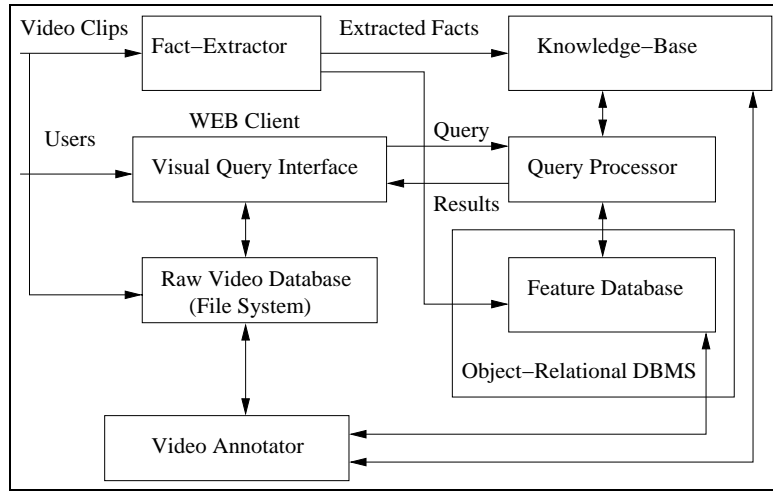 Video Clips
Fact−Extractor
Extracted Facts
Knowledge−Base
Users
WEB Client
Visual Query Interface
Query
Query Processor
Results
Raw Video Database
(File System)
Feature Database
Object−Relational DBMS
Video Annotator